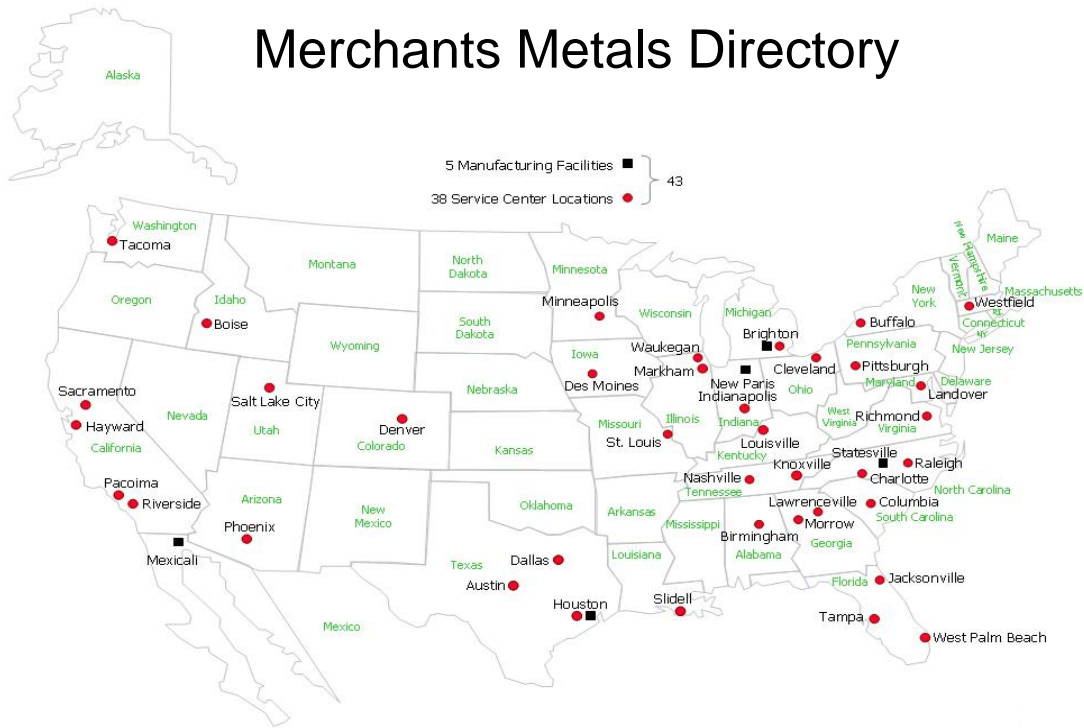 Merchants Metals Directory
Alaska
5 Manufacturing Facilities
43
38 Service Center Locations
Washington
Tacoma
Oregon
Idaho
Boise
Montana
Wyoming
North
Dakota
South
Dakota
Nebraska
Kansas
Minnesota
Minneapolis
Wisconsin
Michigan
Brighton
Iowa
Des Moines
Waukegan
Markham
New Paris
Indianapolis
Indiana
Illinois
Missouri
St. Louis
Cleveland
Ohio
Louisville
Kentucky
Maine
New Hampshire
Vermont
Massachusetts
Westfield
Connecticut
New
York
Buffalo
Pennsylvania
Pittsburgh
New Jersey
Maryland
Delaware
Landover
West
Virginia
Richmond
Virginia
Sacramento
Hayward
California
Nevada
Salt Lake City
Utah
Denver
Colorado
Pacoima
Riverside
Arizona
Phoenix
New
Mexico
Mexicali
Mexico
Oklahoma
Texas
Dallas
Austin
Houston
Arkansas
Louisiana
Slidell
Mississippi
Nashville
Tennessee
Knoxville
Statesville
Raleigh
Charlotte
North Carolina
Columbia
South Carolina
Lawrenceville
Morrow
Georgia
Birmingham
Alabama
Florida
Jacksonville
Tampa
West Palm Beach